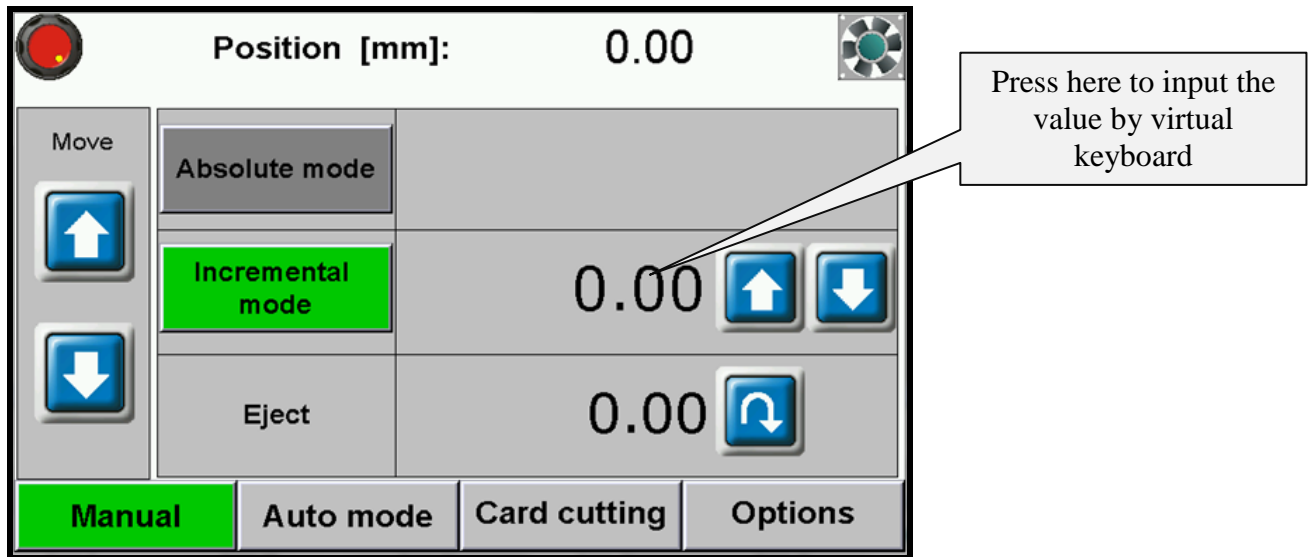 Position [mm]: 0.00
Press here to input the
value by virtual
keyboard
Move
Absolute mode
Incremental
mode
0.00
Eject 0.00
Manual Auto mode Card cutting Options